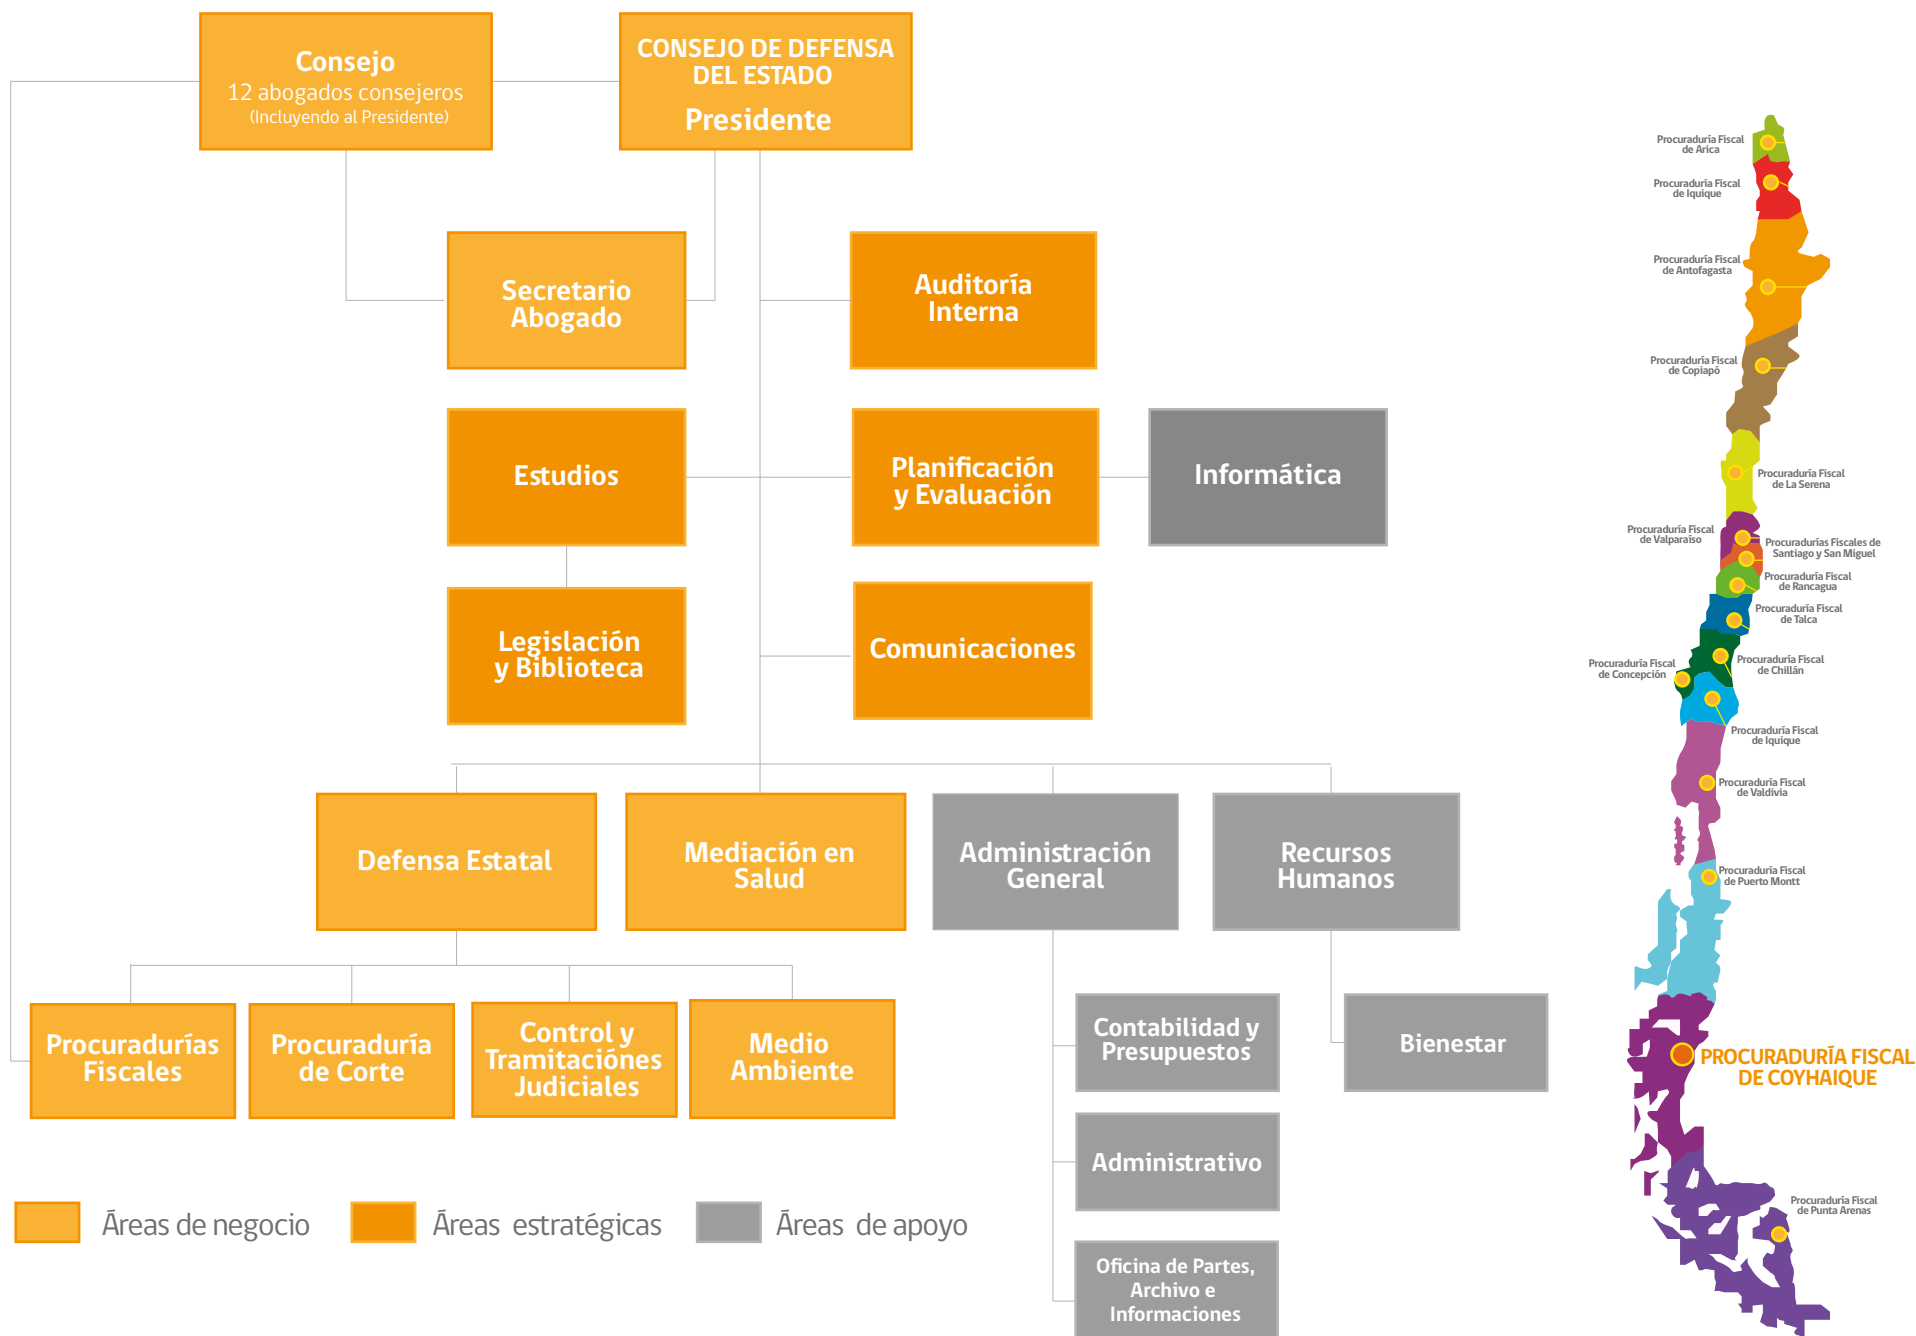 Consejo
12 abogados consejeros
(Incluyendo al Presidente)
CONSEJO DE DEFENSA
DEL ESTADO
Presidente
Secretario
Abogado
Auditoría
Interna
Estudios
Planificación
y Evaluación
Informática
Legislación
y Biblioteca
Comunicaciones
Defensa Estatal
Mediación en
Salud
Administración
General
Recursos
Humanos
Procuradurías
Fiscales
Procuraduría
de Corte
Control y
Tramitaciónes
Judiciales
Medio
Ambiente
Contabilidad y
Presupuestos
Bienestar
Administrativo
Oficina de Partes,
Archivo e
Informaciones
Áreas de negocio
Áreas estratégicas
Áreas de apoyo
Procuraduría Fiscal
de Arica
Procuraduría Fiscal
de Iquique
Procuraduría Fiscal
de Antofagasta
Procuraduría Fiscal
de Copiapó
Procuraduría Fiscal
de La Serena
Procuraduría Fiscal
de Valparaíso
Procuradurías Fiscales de
Santiago y San Miguel
Procuraduría Fiscal
de Rancagua
Procuraduría Fiscal
de Talca
Procuraduría Fiscal
de Chillán
Procuraduría Fiscal
de Concepción
Procuraduría Fiscal
de Iquique
Procuraduría Fiscal
de Valdivia
Procuraduría Fiscal
de Puerto Montt
PROCURADURÍA FISCAL
DE COYHAIQUE
Procuraduría Fiscal
de Punta Arenas